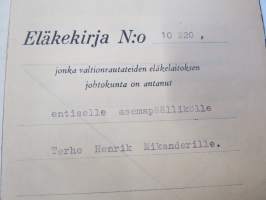 Eläkekirja N:o 10 220,
jonka valtionrautateiden eläkelaitoksen
johtokunta on antanut
entiselle asemapäällikölle
Terho Henrik Mikanderille.